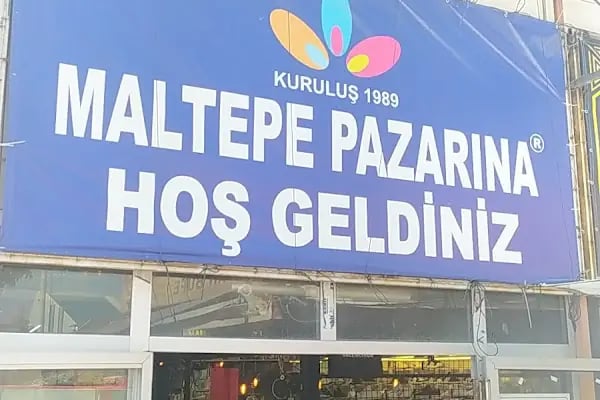 KURULUŞ 1989
MALTEPE PAZARINA®
HOŞ GELDİNİZ